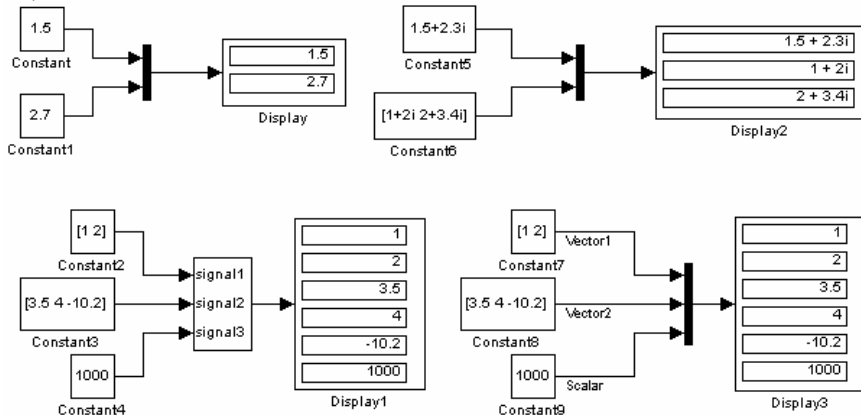 1.5
Constant
2.7
Constant1
1.5
2.7
Display
1.5+2.3i
Constant5
[1+2i 2+3.4i]
Constant6
1.5 + 2.3i
1 + 2i
2 + 3.4i
Display2
[1 2]
Constant2
[3.5 4 -10.2]
Constant3
1000
Constant4
signal1
signal2
signal3
1
2
3.5
4
-10.2
1000
Display1
[1 2]
Constant7
[3.5 4 -10.2]
Constant8
1000
Constant9
Vector1
Vector2
Scalar
1
2
3.5
4
-10.2
1000
Display3